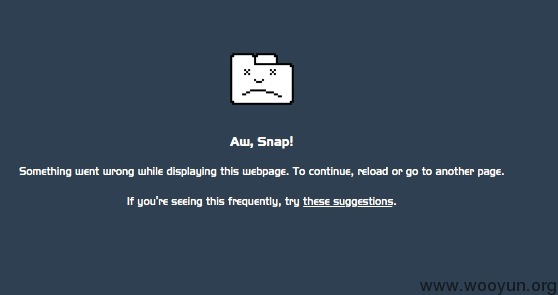 Aw, Snap!
Something went wrong while displaying this webpage. To continue, reload or go to another page.
If you're seeing this frequently, try these suggestions.
www.wooyun.org